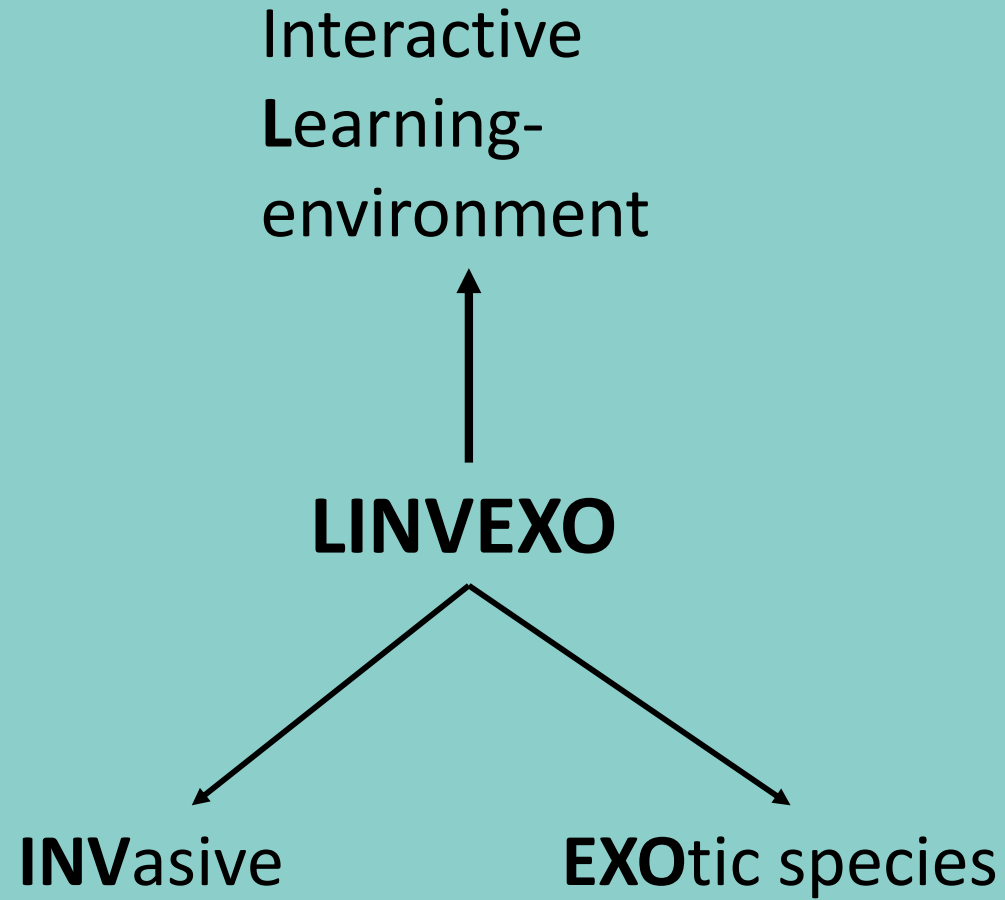 Interactive
Learning-
environment
LINVEXO
INVasive
EXOtic species